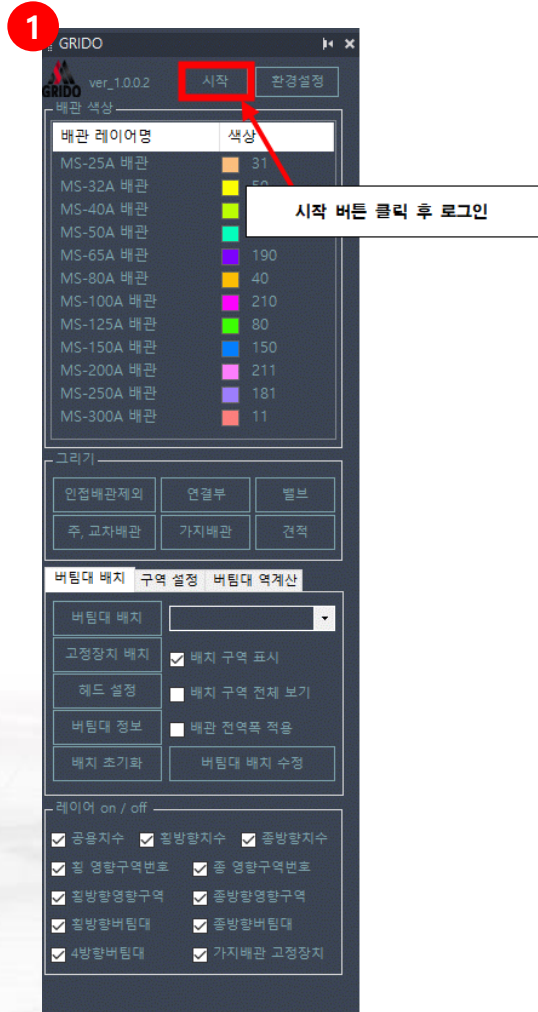 1
GRIDO
GRIDO ver_1.0.0.2 시작 환경설정
배관 색상
배관 레이어명 색상
MS-25A 배관 31
MS-32A 배관 50
MS-40A 배관
시작 버튼 클릭 후 로그인
MS-50A 배관
MS-65A 배관 190
MS-80A 배관 40
MS-100A 배관 210
MS-125A 배관 80
MS-150A 배관 150
MS-200A 배관 211
MS-250A 배관 181
MS-300A 배관 11
그리기
인접배관제외 연결부 밸브
주, 교차배관 가지배관 견적
버팀대 배치 구역 설정 버팀대 역계산
버팀대 배치
고정장치 배치 배치 구역 표시
헤드 설정 배치 구역 전체 보기
버팀대 정보 배관 전역폭 적용
배치 초기화 버팀대 배치 수정
레이어 on / off
공용치수 횡방향치수 종방향치수
횡 영향구역번호 종 영향구역번호
횡방향영향구역 종방향영향구역
횡방향버팀대 종방향버팀대
4방향버팀대 가지배관 고정장치